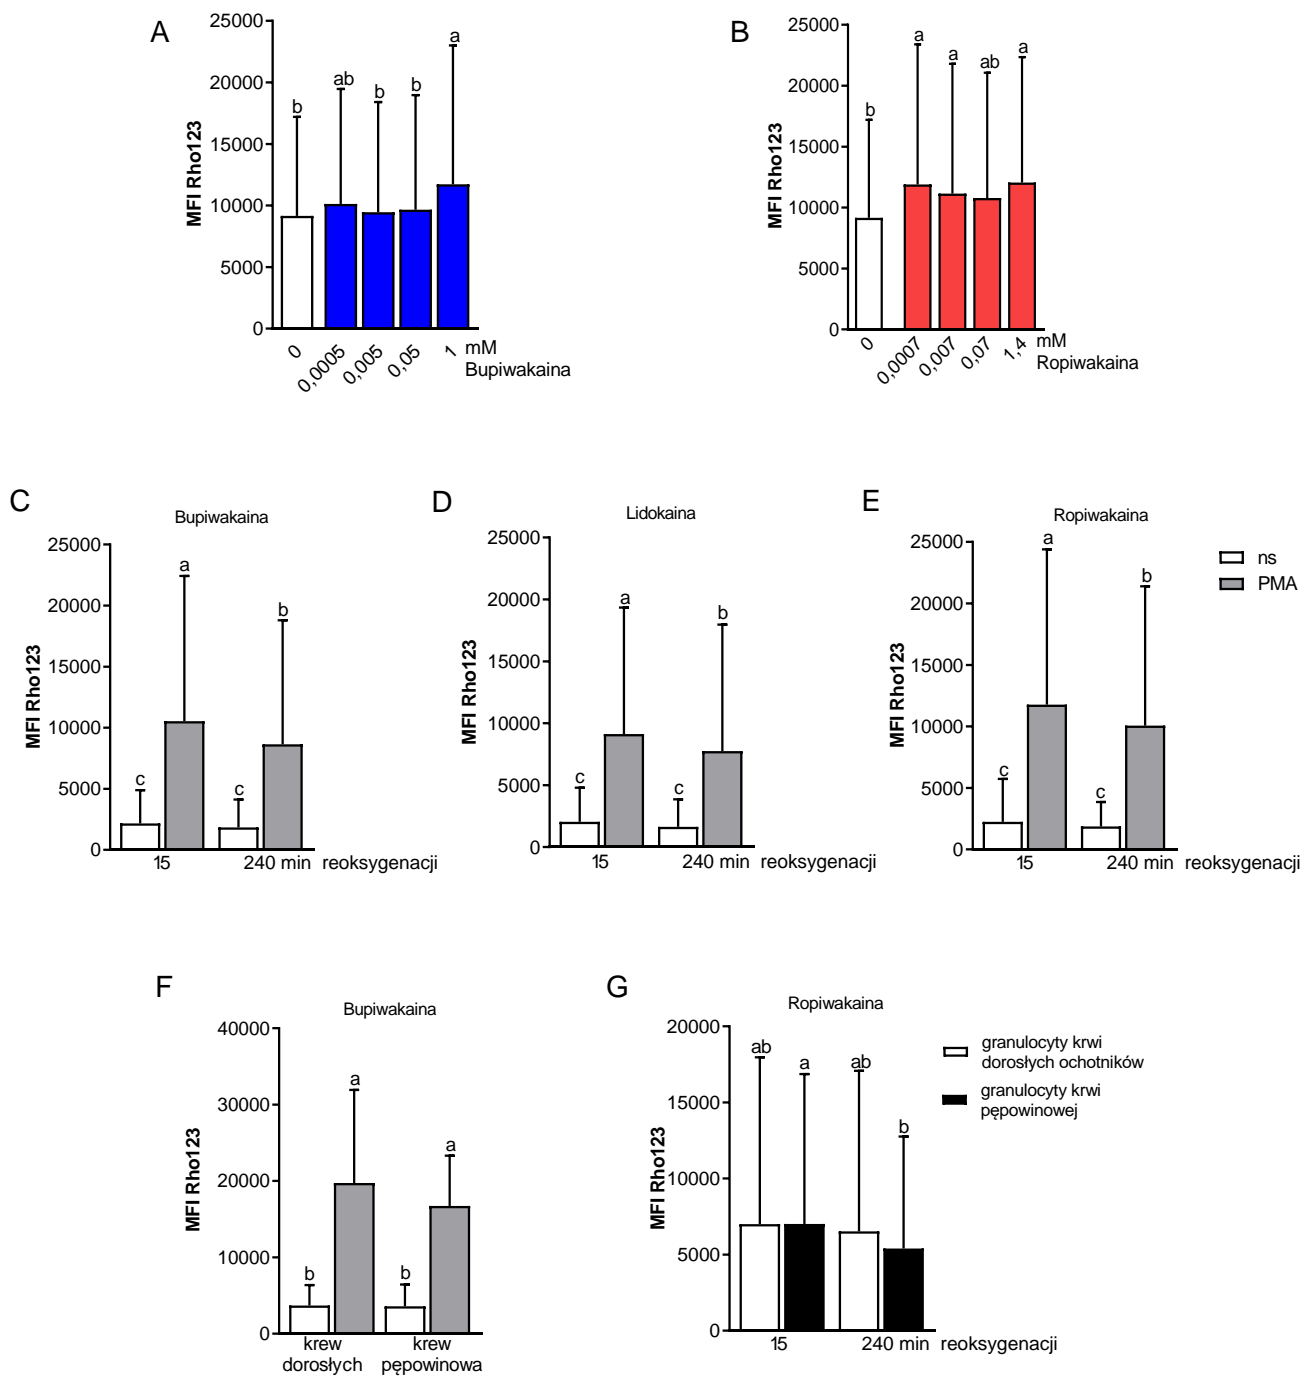 A
25000
20000
15000
10000
5000
0
MFI Rho123
b
ab
b
b
a
0
0,0005
0,005
0,05
1
mM
Bupiwakaina
B
25000
20000
15000
10000
5000
0
MFI Rho123
b
a
a
ab
a
0
0,0007
0,007
0,07
1,4
mM
Ropiwakaina
C
Bupiwakaina
25000
20000
15000
10000
5000
0
MFI Rho123
c
a
c
b
15
240 min reoksygenacji
D
Lidokaina
25000
20000
15000
10000
5000
0
MFI Rho123
c
a
c
b
15
240 min reoksygenacji
E
Ropiwakaina
25000
20000
15000
10000
5000
0
MFI Rho123
c
a
c
b
15
240 min reoksygenacji
ns
PMA
F
Bupiwakaina
40000
30000
20000
10000
0
MFI Rho123
b
a
b
a
krew
dorosłych
krew
pępowinowa
G
Ropiwakaina
20000
15000
10000
5000
0
MFI Rho123
ab
a
ab
b
15
240 min reoksygenacji
granulocyty krwi
dorosłych ochotników
granulocyty krwi
pępowinowej